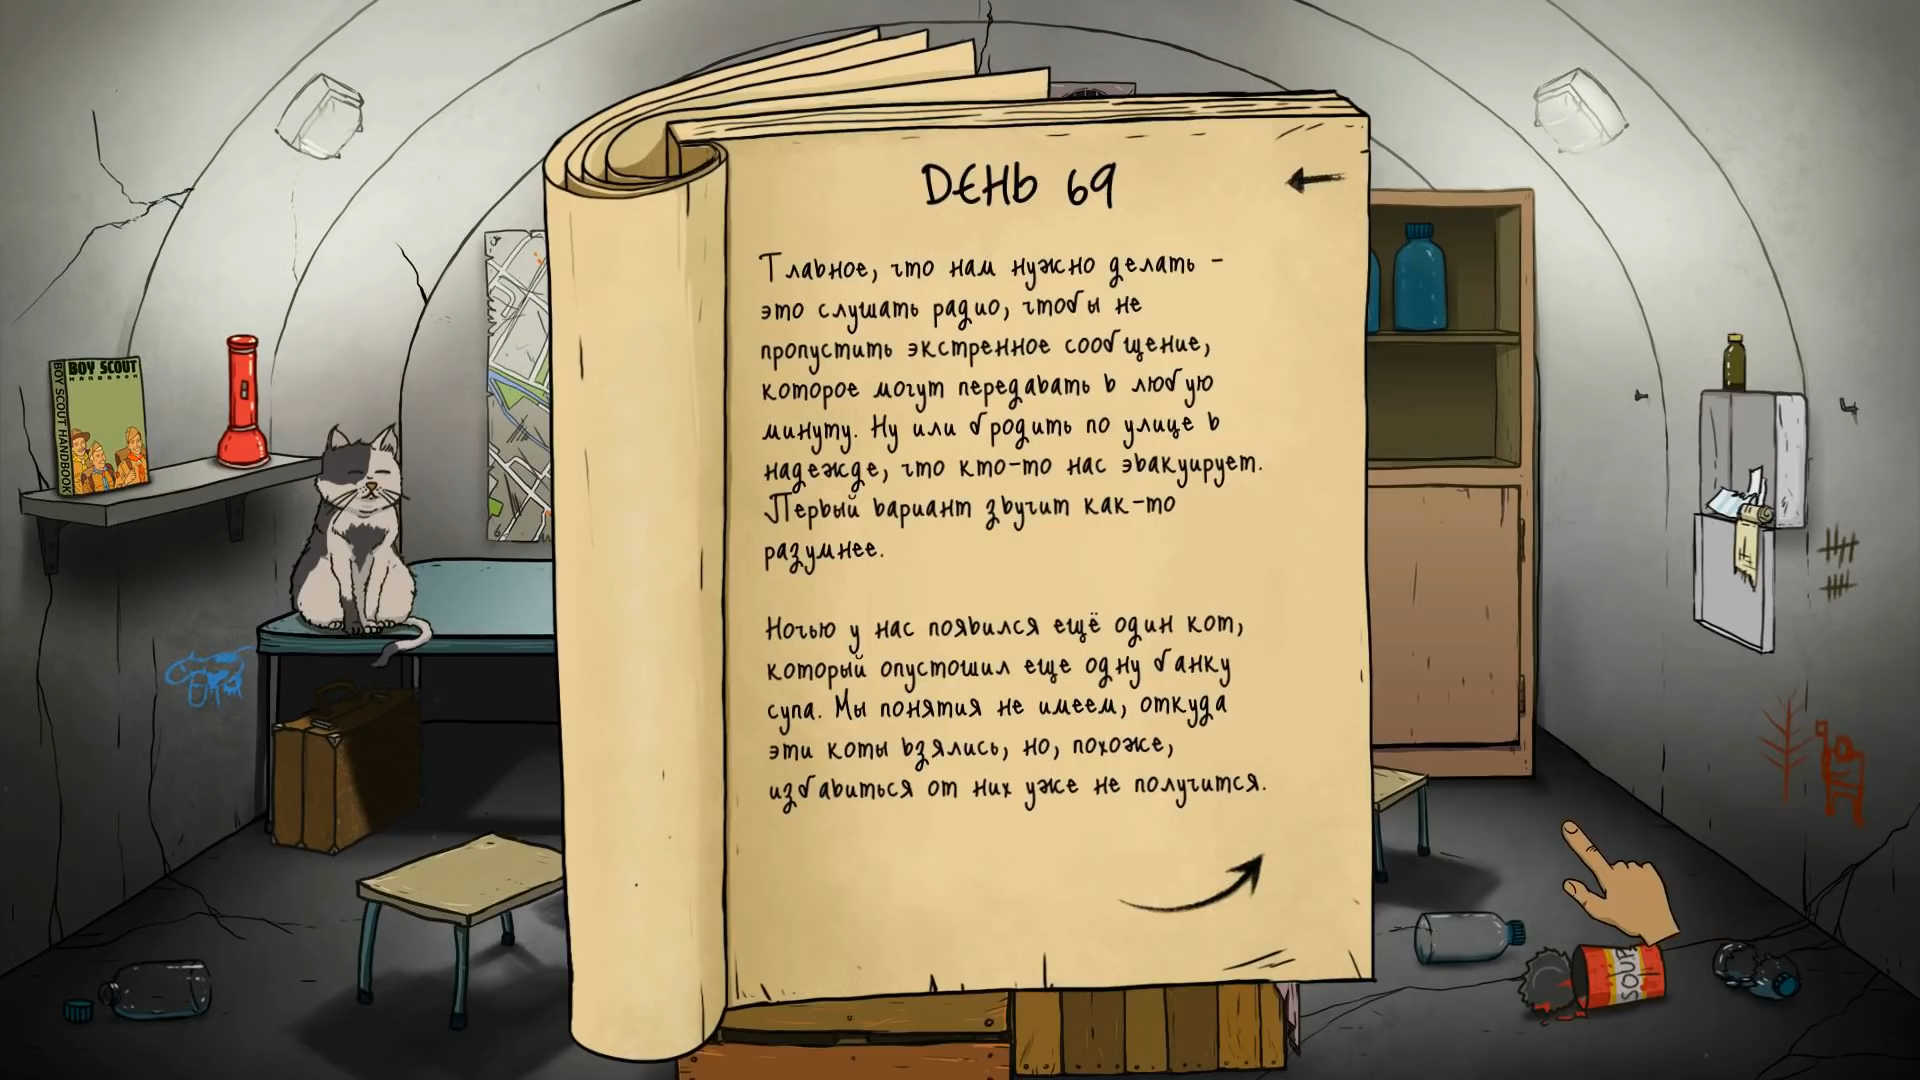 ДЕНЬ 69
Главное, что нам нужно делать -
это слушать радио, чтобы не
пропустить экстренное сообщение,
которое могут передавать в любую
минуту. Ну или бродить по улице в
надежде, что кто-то нас эвакуирует.
Первый вариант звучит как-то
разумнее.
Ночью у нас появился ещё один кот,
который опустошил еще одну банку
супа. Мы понятия не имеем, откуда
эти коты взялись, но, похоже,
избавиться от них уже не получится.
BOY SCOUT
HANDBOOK
BOY SCOUT HANDBOOK
SOUP